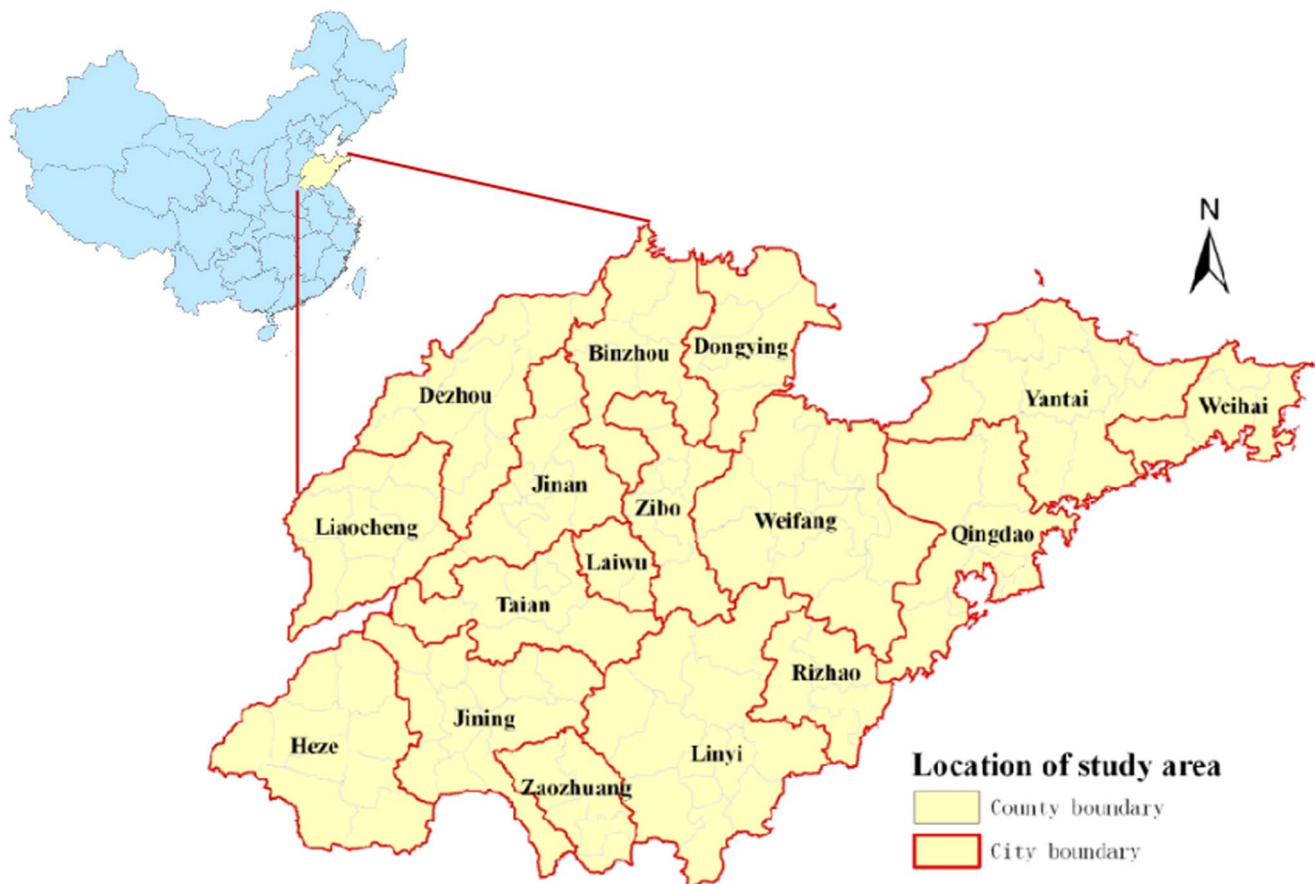 N
Binzhou
Dongying
Dezhou
Yantai
Weihai
Jinan
Zibo
Liaocheng
Weifang
Qingdao
Laiwu
Taian
Rizhao
Jining
Heze
Linyi
Zaozhuang
Location of study area
County boundary
City boundary